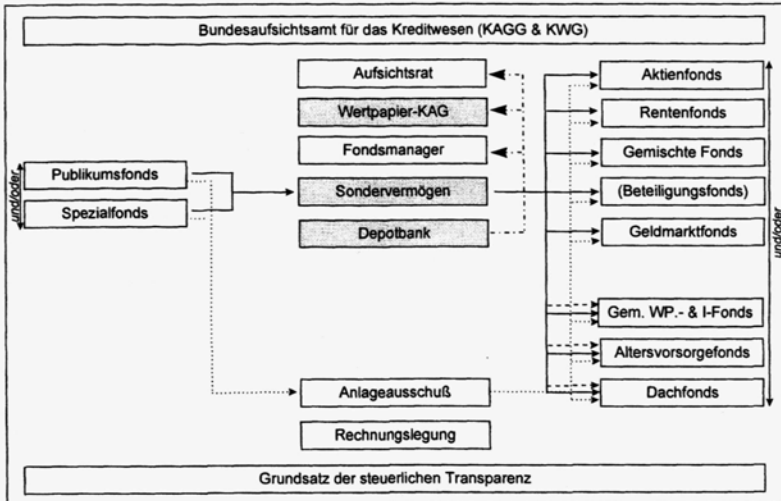 Bundesaufsichtsamt für das Kreditwesen (KAGG & KWG)
Aufsichtsrat
Wertpapier-KAG
Fondsmanager
Sondervermögen
Depotbank
Publikumsfonds
Spezialfonds
und/oder
Anlageausschuß
Rechnungslegung
Aktienfonds
Rentenfonds
Gemischte Fonds
(Beteiligungsfonds)
Geldmarktfonds
Gem. WP.- & I-Fonds
Altersvorsorgefonds
Dachfonds
und/oder
Grundsatz der steuerlichen Transparenz